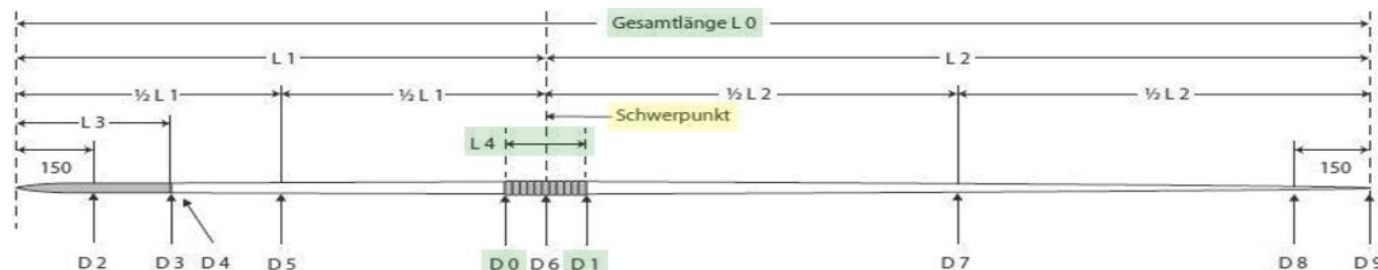 Gesamtlänge L 0
L 1 L 2
½ L 1 ½ L 1 ½ L 2 ½ L 2
L 3 Schwerpunkt
L 4
150 150
D 2 D 3 D 4 D 5 D 0 D 6 D 1 D 7 D 8 D 9